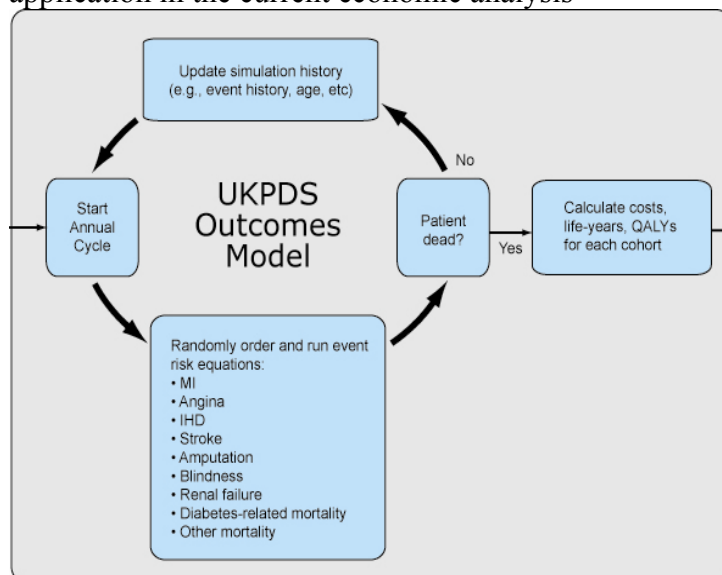 application in the current economic analysis
Update simulation history
(e.g., event history, age, etc)
No
Start
Annual
Cycle
UKPDS
Outcomes
Model
Patient
dead?
Yes
Calculate costs,
life-years, QALYs
for each cohort
Randomly order and run event
risk equations:
• MI
• Angina
• IHD
• Stroke
• Amputation
• Blindness
• Renal failure
• Diabetes-related mortality
• Other mortality